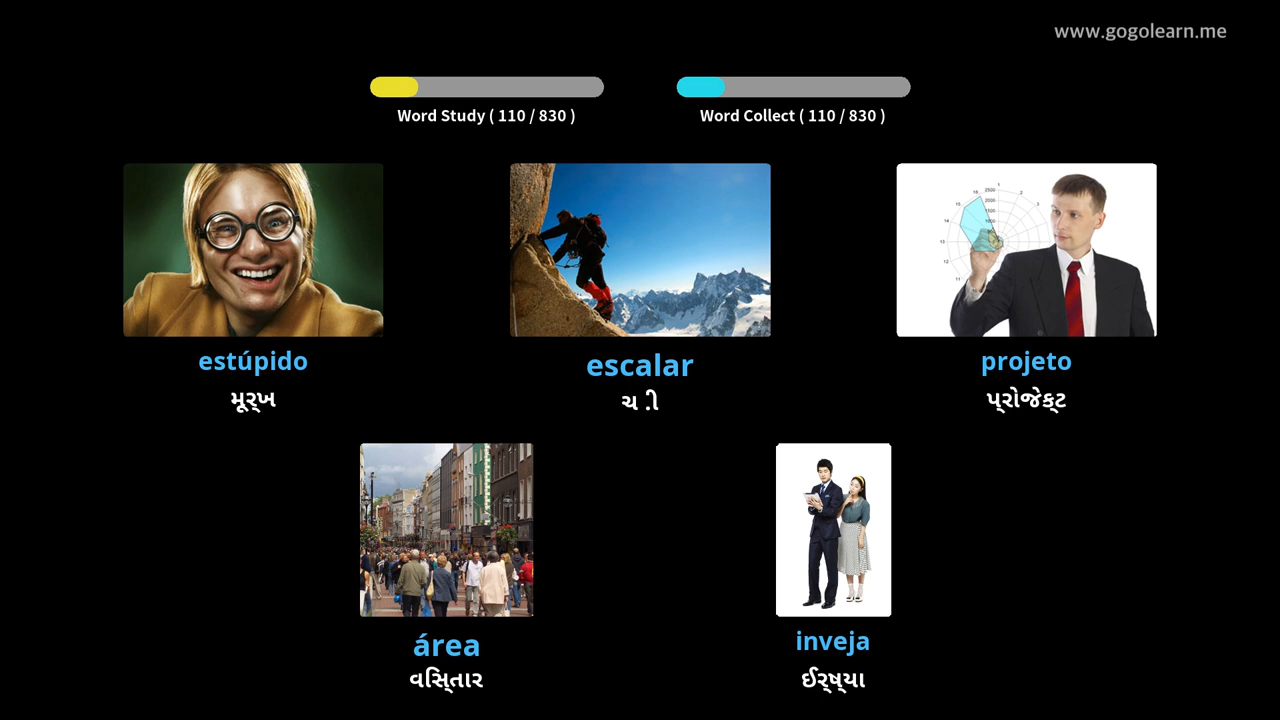 www.gogolearn.me
Word Study ( 110 / 830 )
Word Collect ( 110 / 830 )
estúpido
મૂર્ખ
escalar
projeto
પ્રોજેક્ટ
área
વિસ્તાર
inveja
ઈર્ષ્યા